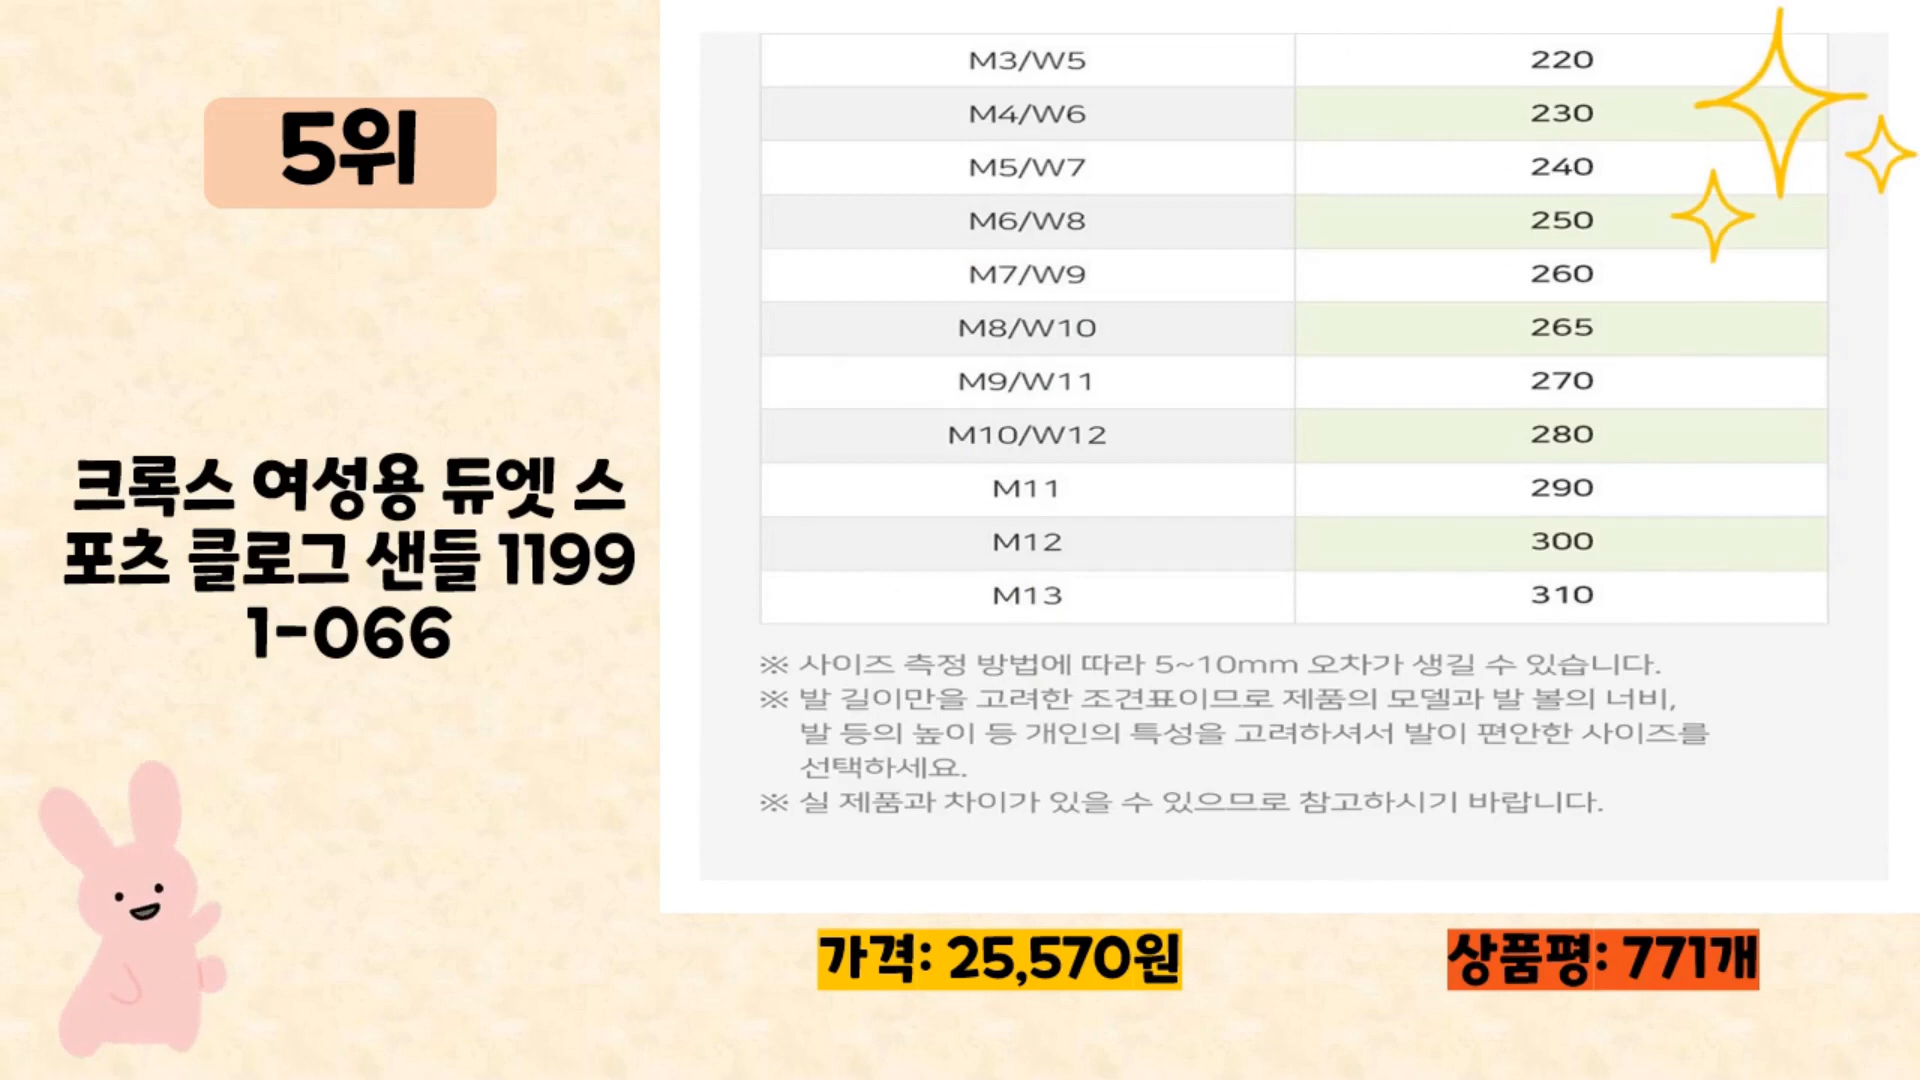 5위
크록스 여성용 듀엣 스
포츠 클로그 샌들 1199
1-066
M3/W5 220
M4/W6 230
M5/W7 240
M6/W8 250
M7/W9 260
M8/W10 265
M9/W11 270
M10/W12 280
M11 290
M12 300
M13 310
※ 사이즈 측정 방법에 따라 5~10mm 오차가 생길 수 있습니다.
※ 발 길이만을 고려한 조견표이므로 제품의 모델과 발 볼의 너비,
발 등의 높이 등 개인의 특성을 고려하셔서 발이 편안한 사이즈를
선택하세요.
※ 실 제품과 차이가 있을 수 있으므로 참고하시기 바랍니다.
가격: 25,570원
상품평: 771개